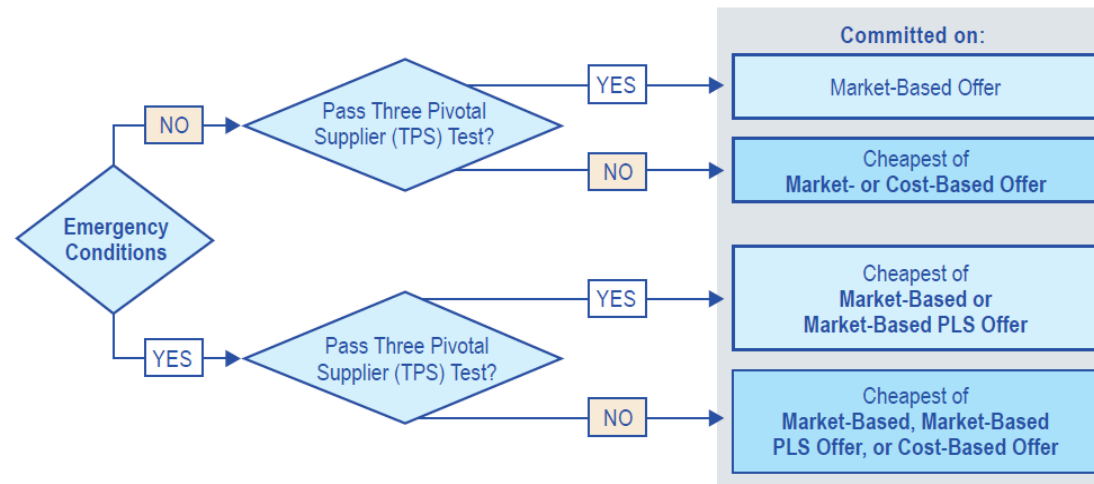 Committed on:
YES
Market-Based Offer
NO
Pass Three Pivotal
Supplier (TPS) Test?
NO
Cheapest of
Market- or Cost-Based Offer
Emergency
Conditions
YES
Cheapest of
Market-Based or
Market-Based PLS Offer
YES
Pass Three Pivotal
Supplier (TPS) Test?
NO
Cheapest of
Market-Based, Market-Based
PLS Offer, or Cost-Based Offer